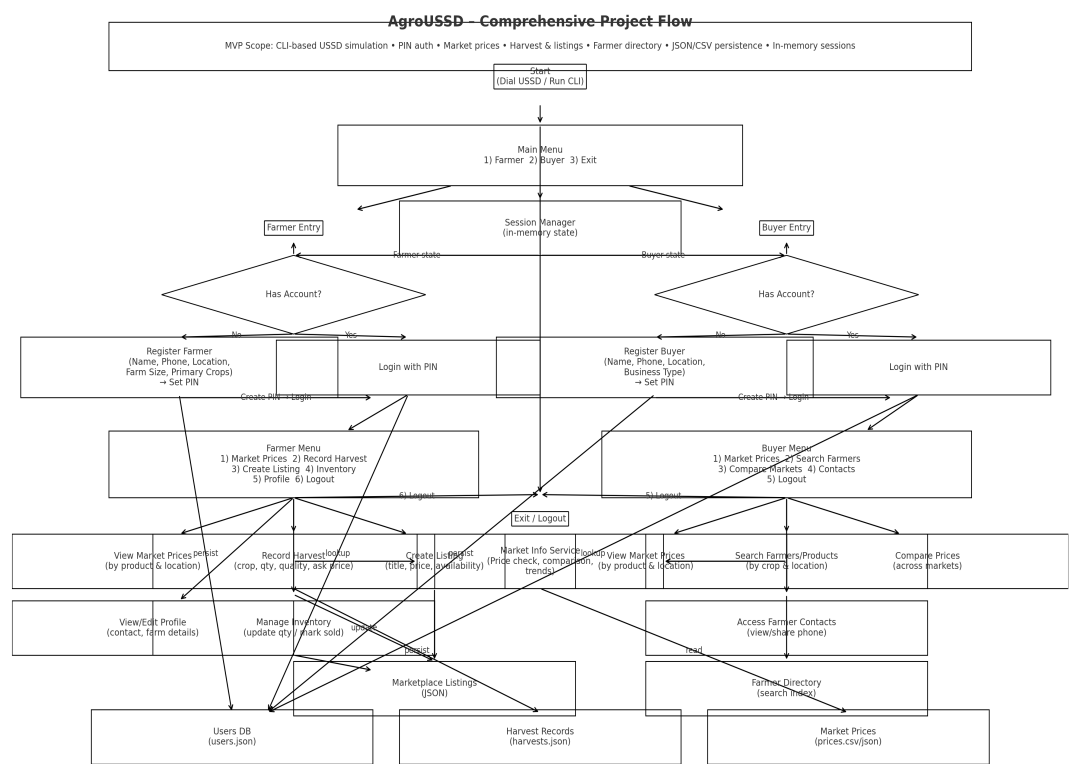 AgroUSSD – Comprehensive Project Flow
MVP Scope: CLI-based USSD simulation • PIN auth • Market prices • Harvest & listings • Farmer directory • JSON/CSV persistence • In-memory sessions
Start
(Dial USSD / Run CLI)
Main Menu
1) Farmer  2) Buyer  3) Exit
Farmer Entry
Session Manager
(in-memory state)
Buyer Entry
Farmer state
Buyer state
Has Account?
Has Account?
No
Yes
No
Yes
Register Farmer
(Name, Phone, Location,
Farm Size, Primary Crops)
→ Set PIN
Login with PIN
Register Buyer
(Name, Phone, Location,
Business Type)
→ Set PIN
Login with PIN
Create PIN → Login
Create PIN → Login
Farmer Menu
1) Market Prices  2) Record Harvest
3) Create Listing  4) Inventory
5) Profile  6) Logout
Buyer Menu
1) Market Prices  2) Search Farmers
3) Compare Markets  4) Contacts
5) Logout
6) Logout
5) Logout
Exit / Logout
View Market Prices
(by product & location)
persist
Record Harvest
(crop, qty, quality, ask price)
lookup
Create Listing
(title, price, availability)
persist
Market Info Service
(Price check, comparison,
trends)
lookup
View Market Prices
(by product & location)
Search Farmers/Products
(by crop & location)
Compare Prices
(across markets)
View/Edit Profile
(contact, farm details)
Manage Inventory
(update qty / mark sold)
update
Access Farmer Contacts
(view/share phone)
persist
read
Marketplace Listings
(JSON)
Farmer Directory
(search index)
Users DB
(users.json)
Harvest Records
(harvests.json)
Market Prices
(prices.csv/json)